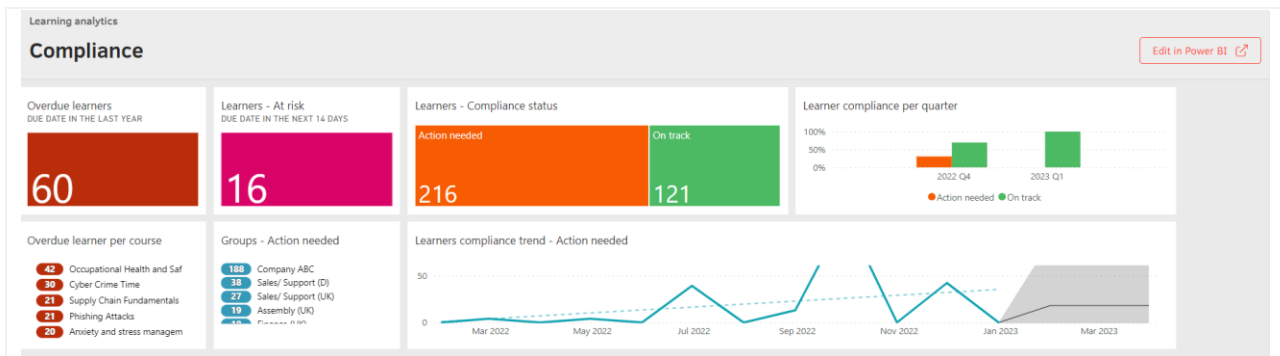 Learning analytics
Compliance
Edit in Power BI
Overdue learners
DUE DATE IN THE LAST YEAR
60
Learners - At risk
DUE DATE IN THE NEXT 14 DAYS
16
Learners - Compliance status
Action needed
216
On track
121
Learner compliance per quarter
100%
50%
0%
2022 Q4 2023 Q1
Action needed On track
Overdue learner per course
42 Occupational Health and Saf
30 Cyber Crime Time
21 Supply Chain Fundamentals
21 Phishing Attacks
20 Anxiety and stress managem
Groups - Action needed
188 Company ABC
38 Sales/ Support (D)
27 Sales/ Support (UK)
19 Assembly (UK)
Learners compliance trend - Action needed
50
0
Mar 2022 May 2022 Jul 2022 Sep 2022 Nov 2022 Jan 2023 Mar 2023